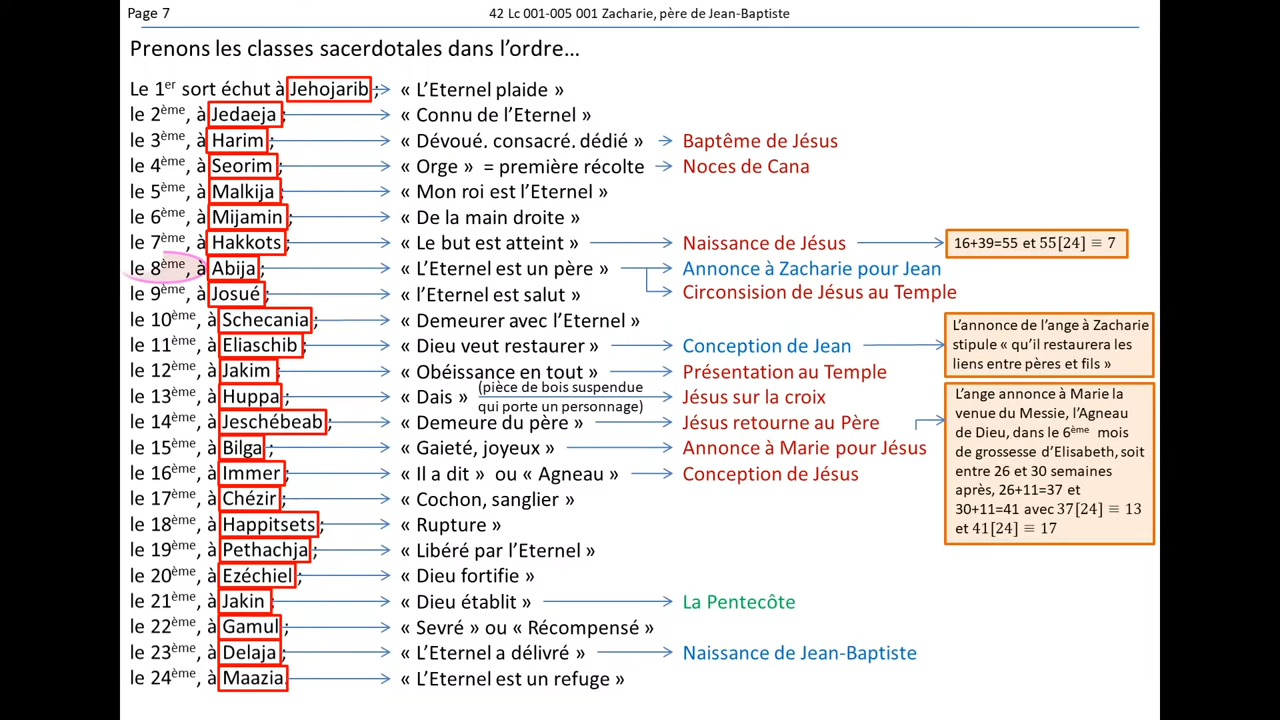 Page 7
42 Lc 001-005 001 Zacharie, père de Jean-Baptiste
Prenons les classes sacerdotales dans l'ordre…
Le 1er sort échut à Jehojarib ; « L'Eternel plaide »
le 2ème, à Jedaeja ; « Connu de l'Eternel »
le 3ème, à Harim ; « Dévoué, consacré, dédié » Baptême de Jésus
le 4ème, à Seorim ; « Orge » = première récolte Noces de Cana
le 5ème, à Malkija ; « Mon roi est l'Eternel »
le 6ème, à Mijamin ; « De la main droite »
le 7ème, à Hakkots ; « Le but est atteint » Naissance de Jésus 16+39=55 et 55[24] ≡ 7
le 8ème, à Abija ; « L'Eternel est un père » Annonce à Zacharie pour Jean
Circonsision de Jésus au Temple
le 9ème, à Josué ; « l'Eternel est salut »
le 10ème, à Schecania ; « Demeurer avec l'Eternel »
le 11ème, à Eliaschib ; « Dieu veut restaurer » Conception de Jean
L'annonce de l'ange à Zacharie
stipule « qu'il restaurera les
liens entre pères et fils »
le 12ème, à Jakim ; « Obéissance en tout » Présentation au Temple
le 13ème, à Huppa ; « Dais » (pièce de bois suspendue
qui porte un personnage) Jésus sur la croix
le 14ème, à Jeschébeab ; « Demeure du père » Jésus retourne au Père
le 15ème, à Bilga ; « Gaieté, joyeux » Annonce à Marie pour Jésus
le 16ème, à Immer ; « Il a dit » ou « Agneau » Conception de Jésus
L'ange annonce à Marie la
venue du Messie, l'Agneau
de Dieu, dans le 6ème mois
de grossesse d'Elisabeth, soit
entre 26 et 30 semaines
après, 26+11=37 et
30+11=41 avec 37[24] ≡ 13
et 41[24] ≡ 17
le 17ème, à Chézir ; « Cochon, sanglier »
le 18ème, à Happitsets ; « Rupture »
le 19ème, à Pethachja ; « Libéré par l'Eternel »
le 20ème, à Ezéchiel ; « Dieu fortifie »
le 21ème, à Jakin ; « Dieu établit » La Pentecôte
le 22ème, à Gamul ; « Sevré » ou « Récompensé »
le 23ème, à Delaja ; « L'Eternel a délivré » Naissance de Jean-Baptiste
le 24ème, à Maazia. « L'Eternel est un refuge »